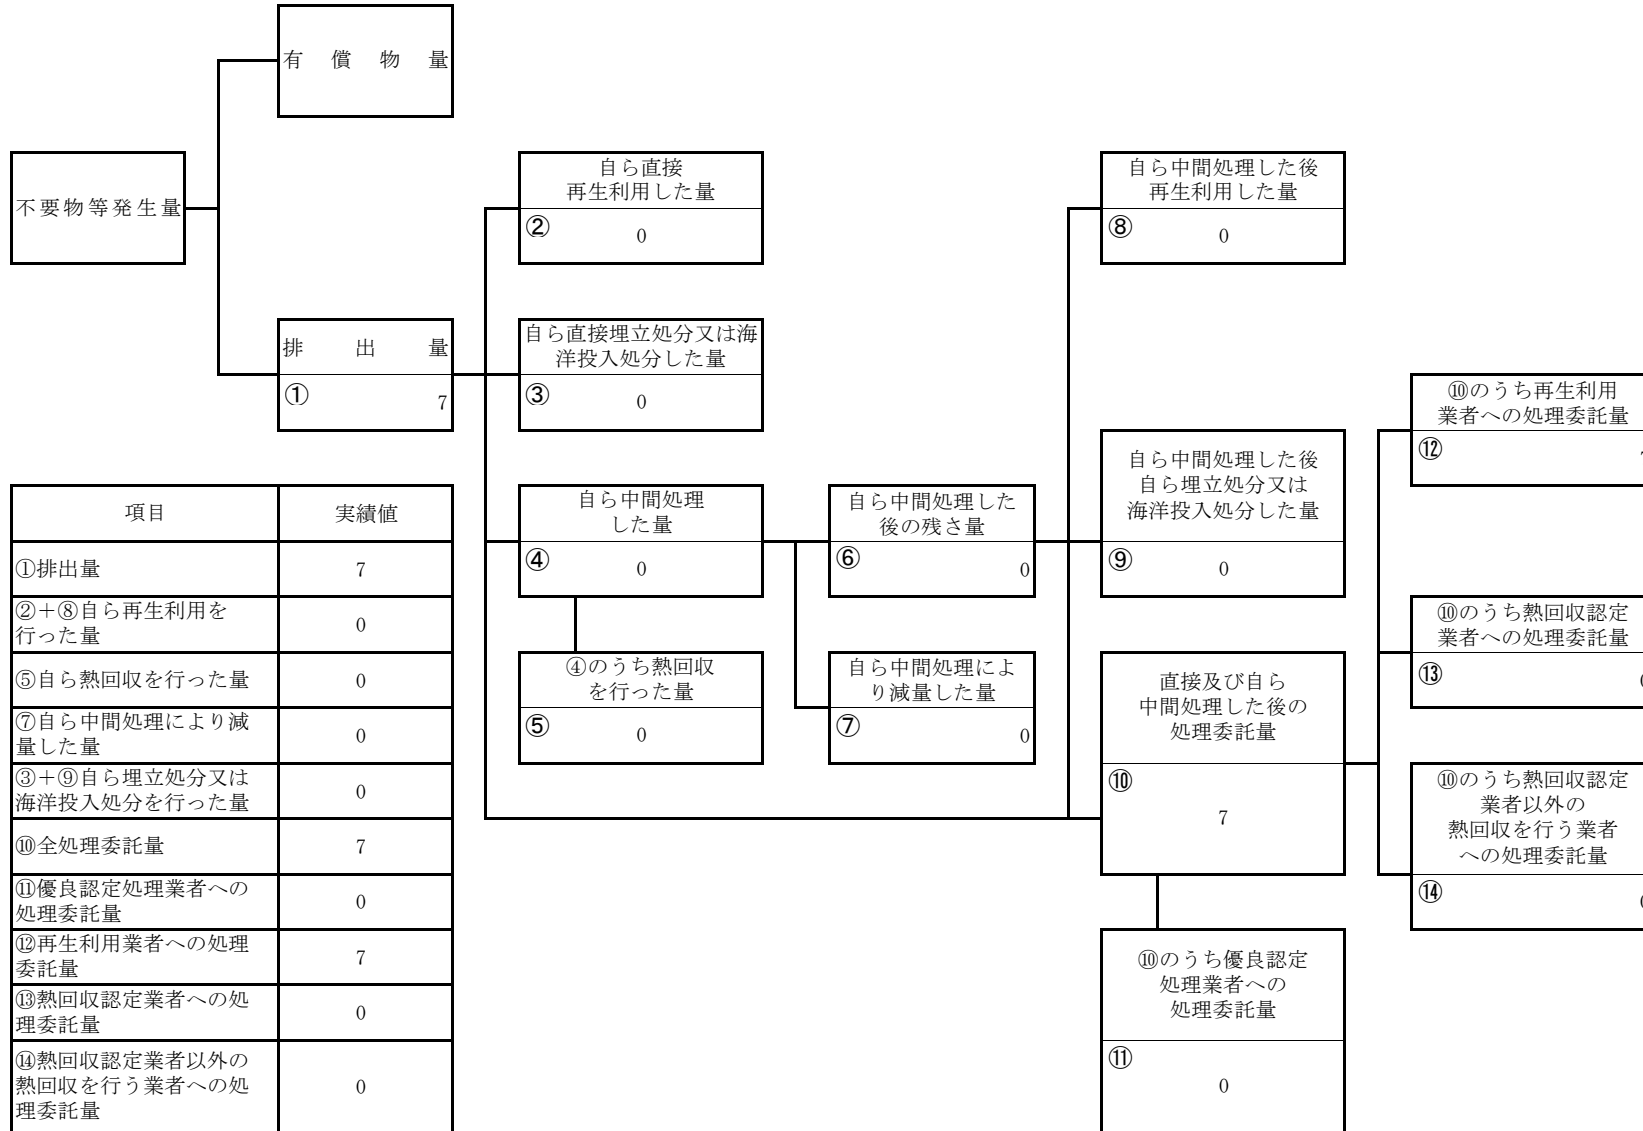 有償物量
不要物等発生量
自ら直接
再生利用した量
②
0
自ら中間処理した後
再生利用した量
⑧
0
排出量
①
7
自ら直接埋立処分又は海
洋投入処分した量
③
0
⑩のうち再生利用
業者への処理委託量
⑫
自ら中間処理した後
自ら埋立処分又は
海洋投入処分した量
⑨
0
自ら中間処理
した量
④
0
自ら中間処理した
後の残さ量
⑥
0
⑩のうち熱回収認定
業者への処理委託量
⑬
④のうち熱回収
を行った量
⑤
0
自ら中間処理によ
り減量した量
⑦
0
直接及び自ら
中間処理した後の
処理委託量
⑩
7
⑩のうち熱回収認定
業者以外の
熱回収を行う業者
への処理委託量
⑭
⑩のうち優良認定
処理業者への
処理委託量
⑪
0
項目 実績値
①排出量 7
②+⑧自ら再生利用を
行った量 0
⑤自ら熱回収を行った量 0
⑦自ら中間処理により減
量した量 0
③+⑨自ら埋立処分又は
海洋投入処分を行った量 0
⑩全処理委託量 7
⑪優良認定処理業者への
処理委託量 0
⑫再生利用業者への処理
委託量 7
⑬熱回収認定業者への処
理委託量 0
⑭熱回収認定業者以外の
熱回収を行う業者への処
理委託量 0